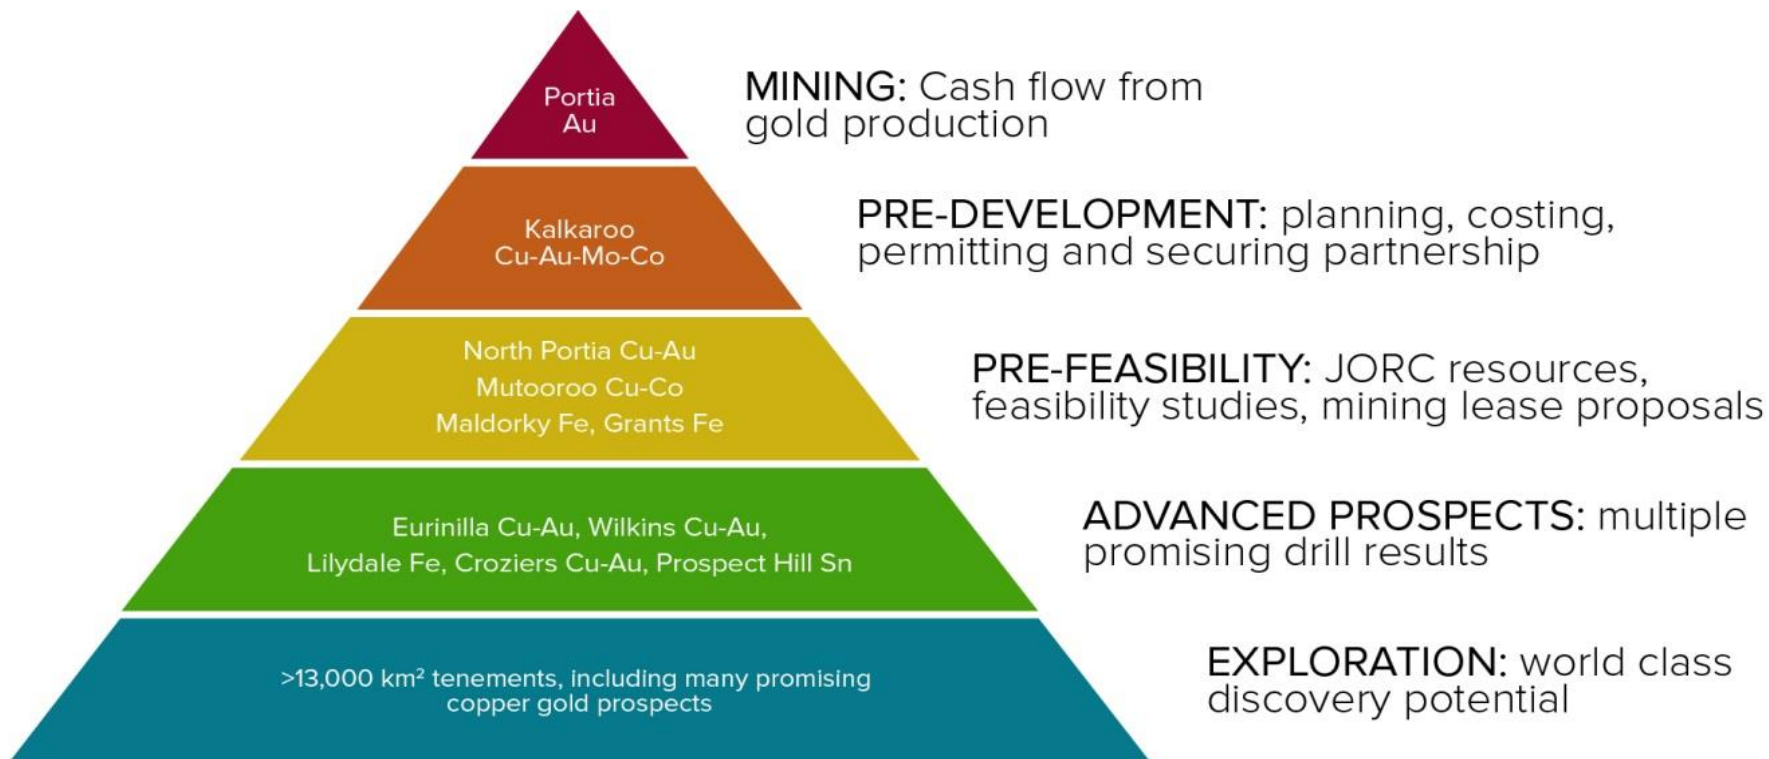 Portia
Au
MINING: Cash flow from
gold production
Kalkaroo
Cu-Au-Mo-Co
PRE-DEVELOPMENT: planning, costing,
permitting and securing partnership
North Portia Cu-Au
Mutooroo Cu-Co
Maldorky Fe, Grants Fe
PRE-FEASIBILITY: JORC resources,
feasibility studies, mining lease proposals
Eurinilla Cu-Au, Wilkins Cu-Au,
Lilydale Fe, Croziers Cu-Au, Prospect Hill Sn
ADVANCED PROSPECTS: multiple
promising drill results
>13,000 km² tenements, including many promising
copper gold prospects
EXPLORATION: world class
discovery potential